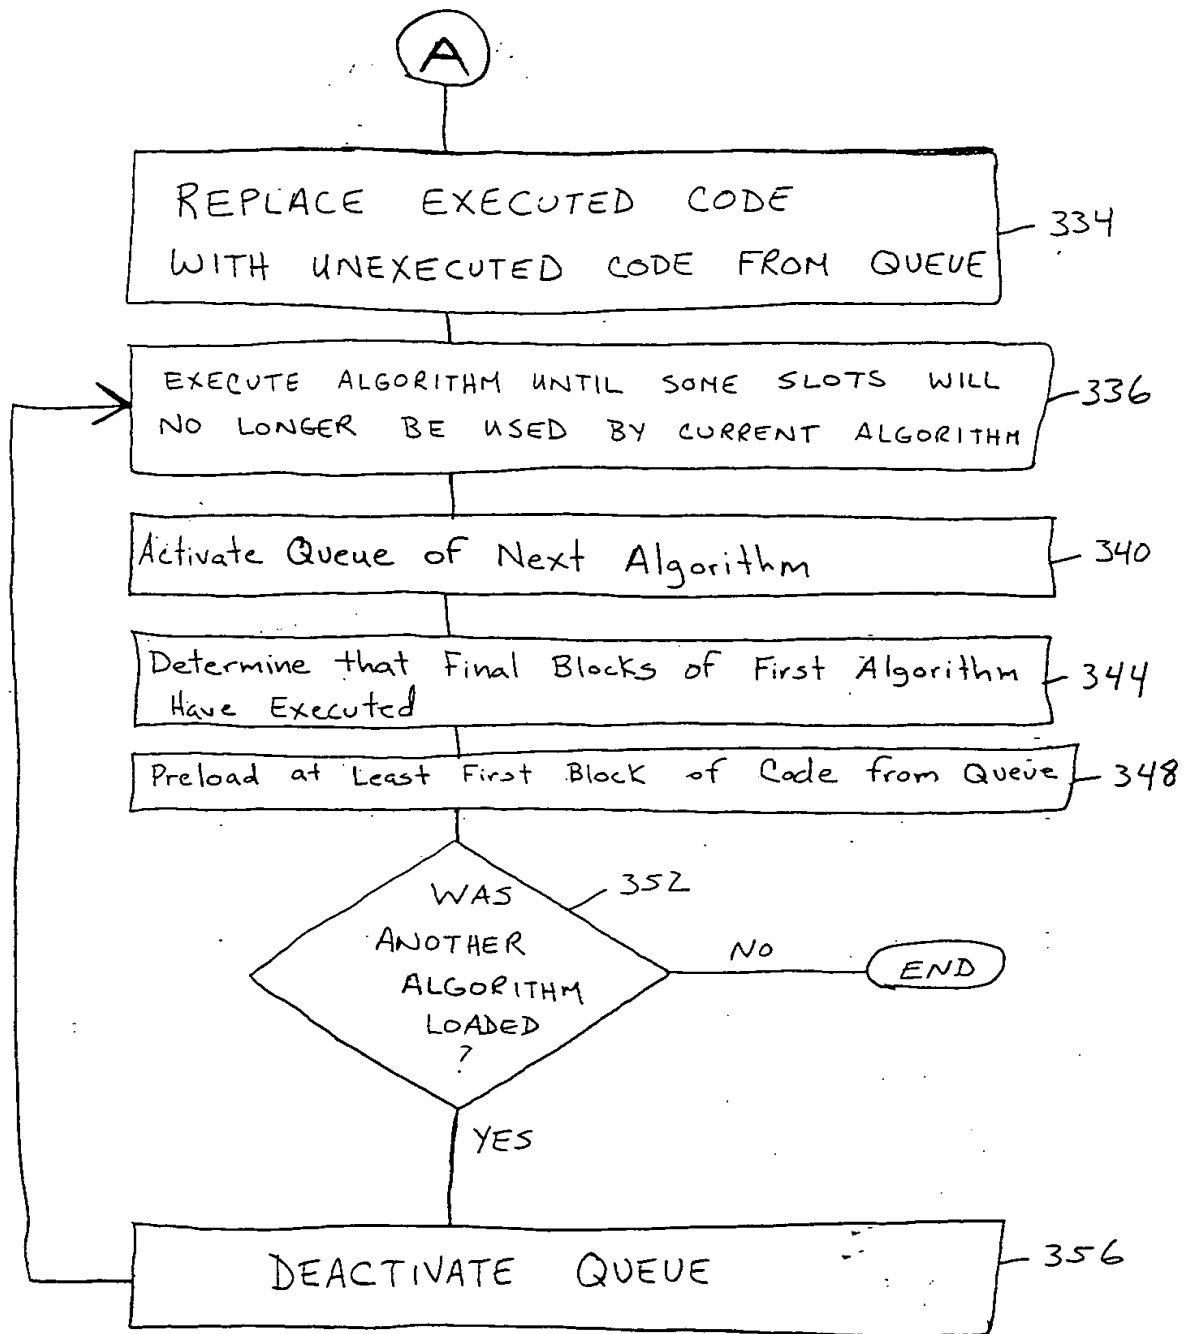 A
REPLACE EXECUTED CODE
WITH UNEXECUTED CODE FROM QUEUE
334
EXECUTE ALGORITHM UNTIL SOME SLOTS WILL
NO LONGER BE USED BY CURRENT ALGORITHM
336
Activate Queue of Next Algorithm
340
Determine that Final Blocks of First Algorithm
Have Executed
344
Preload at Least First Block of Code from Queue
348
WAS
ANOTHER
ALGORITHM
LOADED
?
352
NO
END
YES
DEACTIVATE QUEUE
356